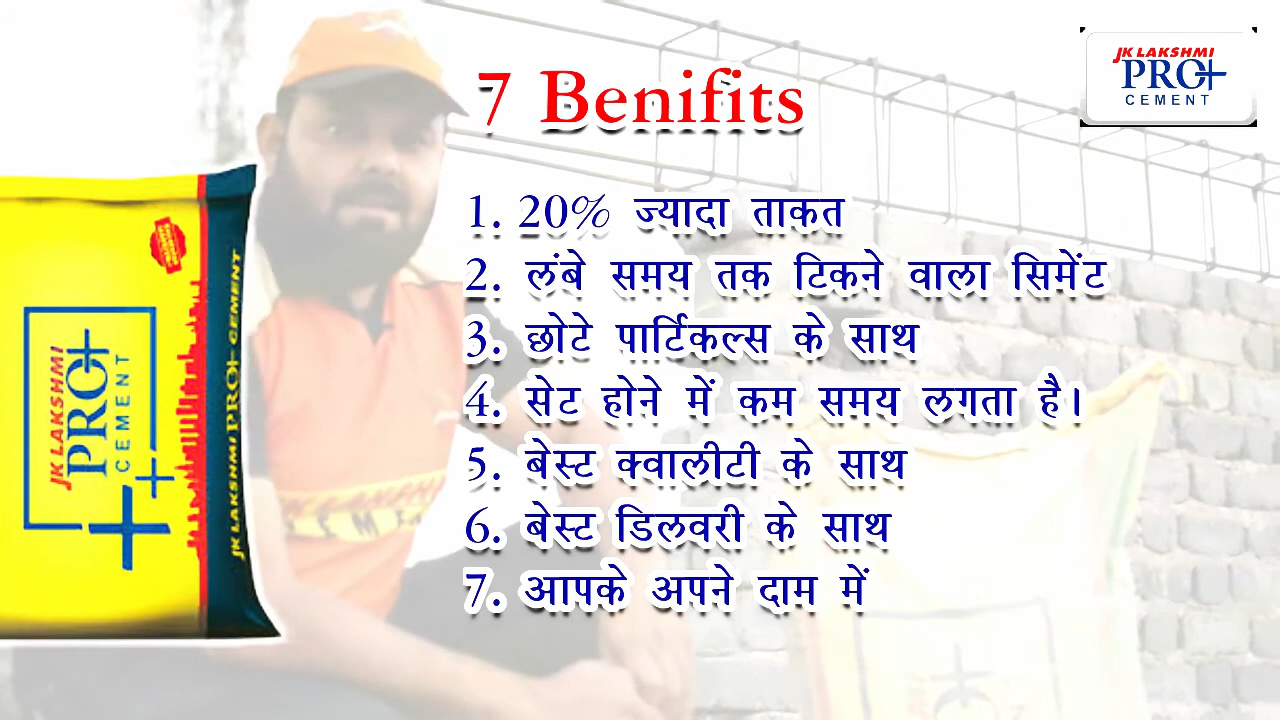 7 Benifits
JK LAKSHMI
PRO+
CEMENT
1. 20% ज्यादा ताकत
2. लंबे समय तक टिकने वाला सिमेंट
3. छोटे पार्टिकल्स के साथ
4. सेट होने में कम समय लगता है।
5. बेस्ट क्वालीटी के साथ
6. बेस्ट डिलवरी के साथ
7. आपके अपने दाम में
JK LAKSHMI
PRO+
CEMENT
JK LAKSHMI PRO+ CEMENT